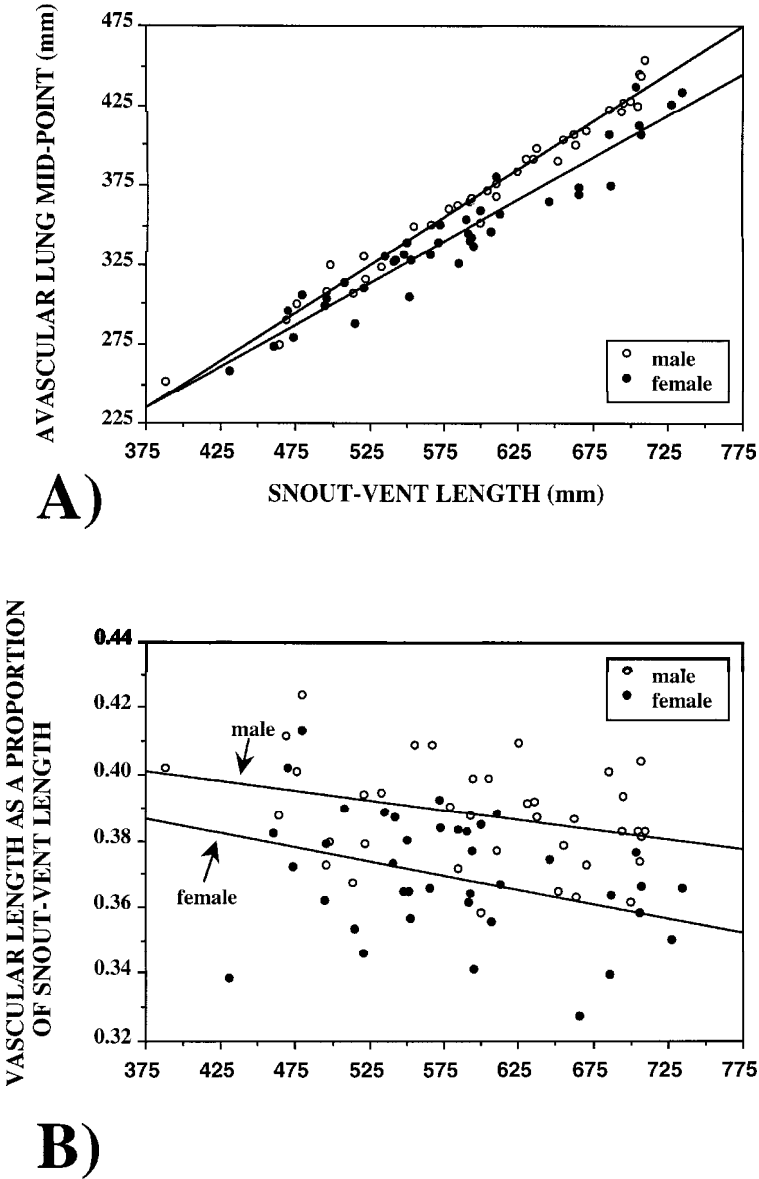 AVASCULAR LUNG MID-POINT (mm)
475
425
375
325
275
225
male
female
375 425 475 525 575 625 675 725 775
SNOUT-VENT LENGTH (mm)
A)
VASCULAR LENGTH AS A PROPORTION
OF SNOUT-VENT LENGTH
0.44
0.42
0.40
0.38
0.36
0.34
0.32
male
female
male
female
375 425 475 525 575 625 675 725 775
B)